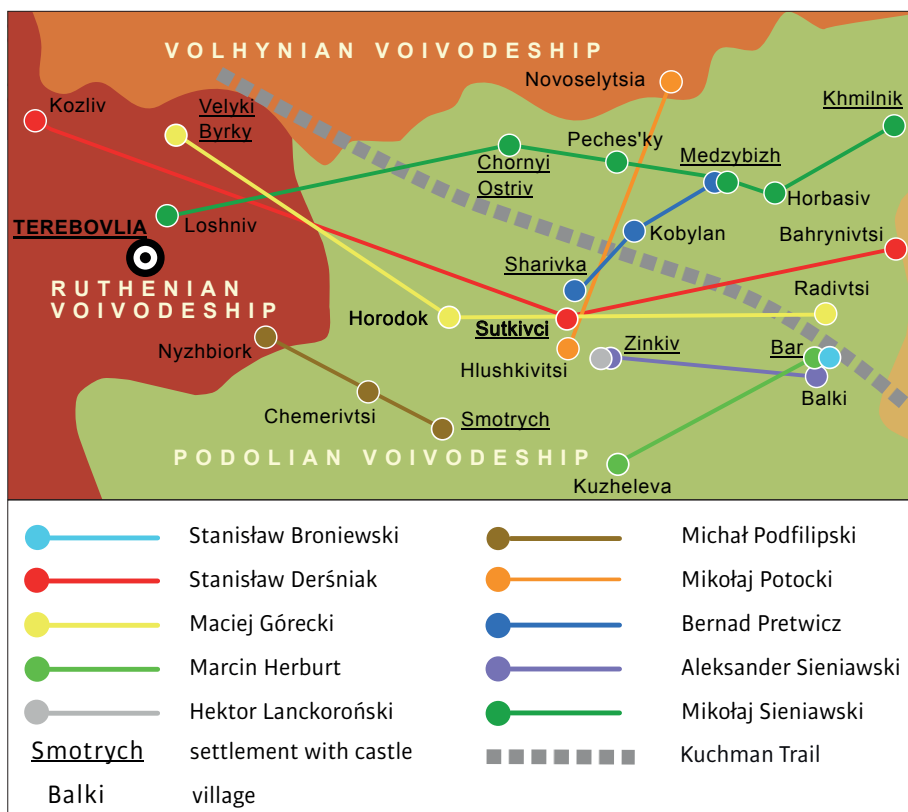 VOLHYNIAN VOIVODESHIP
Novoselytsia
Kozliv
Velyki
Byrky
Khmilnik
Peches'ky
Chornyi
Ostriv
Medzybizh
Horbasiv
TEREBOVLIA
Loshniv
Kobylan
Bahrynivtsi
Sharivka
RUTHENIAN
VOIVODESHIP
Radivtsi
Horodok
Sutkivci
Nyzhbiork
Hlushkivitsi
Zinkiv
Bar
Chemerivtsi
Smotrych
Balki
PODOLIAN VOIVODESHIP
Kuzheleva
Stanisław Broniewski
Michał Podfilipski
Stanisław Derśniak
Mikołaj Potocki
Maciej Górecki
Bernad Pretwicz
Marcin Herburt
Aleksander Sieniawski
Hektor Lanckoroński
Mikołaj Sieniawski
Smotrych settlement with castle
Kuchman Trail
Balki village